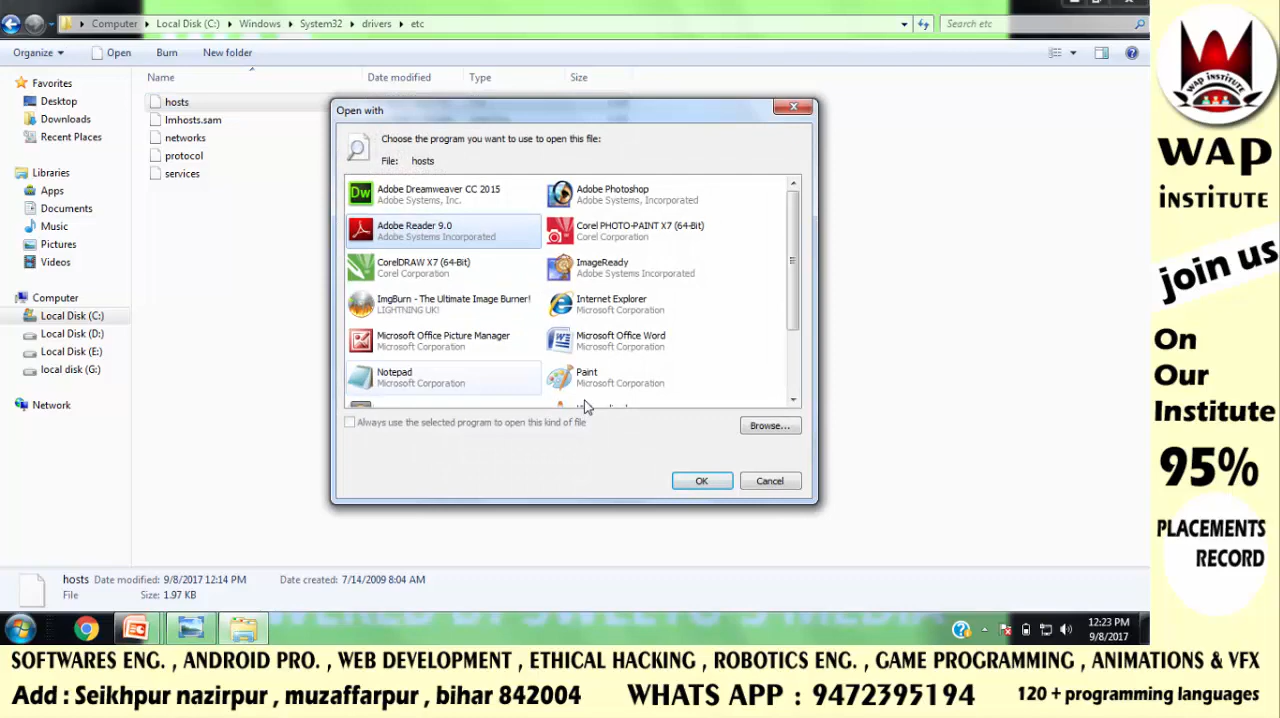 Computer Local Disk (C:) Windows System32 drivers etc
Search etc
Organize Open Burn New folder
Name Date modified Type Size
Favorites
Desktop
Downloads
Recent Places
Libraries
Apps
Documents
Music
Pictures
Videos
Computer
Local Disk (C:)
Local Disk (D:)
Local Disk (E:)
local disk (G:)
Network
hosts
lmhosts.sam
networks
protocol
services
Open with
Choose the program you want to use to open this file:
File: hosts
Adobe Dreamweaver CC 2015
Adobe Systems, Inc.
Adobe Photoshop
Adobe Systems, Incorporated
Adobe Reader 9.0
Adobe Systems Incorporated
Corel PHOTO-PAINT X7 (64-Bit)
Corel Corporation
CorelDRAW X7 (64-Bit)
Corel Corporation
ImageReady
Adobe Systems Incorporated
ImgBurn - The Ultimate Image Burner!
LIGHTNING UK!
Internet Explorer
Microsoft Corporation
Microsoft Office Picture Manager
Microsoft Corporation
Microsoft Office Word
Microsoft Corporation
Notepad
Microsoft Corporation
Paint
Microsoft Corporation
Always use the selected program to open this kind of file
Browse...
OK Cancel
hosts Date modified: 9/8/2017 12:14 PM Date created: 7/14/2009 8:04 AM
File Size: 1.97 KB
12:23 PM
9/8/2017
wap institute
WAP
INSTITUTE
join us
On
Our
Institute
95%
PLACEMENTS
RECORD
SOFTWARES ENG. , ANDROID PRO. , WEB DEVELOPMENT , ETHICAL HACKING , ROBOTICS ENG. , GAME PROGRAMMING , ANIMATIONS & VFX
Add : Seikhpur nazirpur , muzaffarpur , bihar 842004 WHATS APP : 9472395194 120 + programming languages